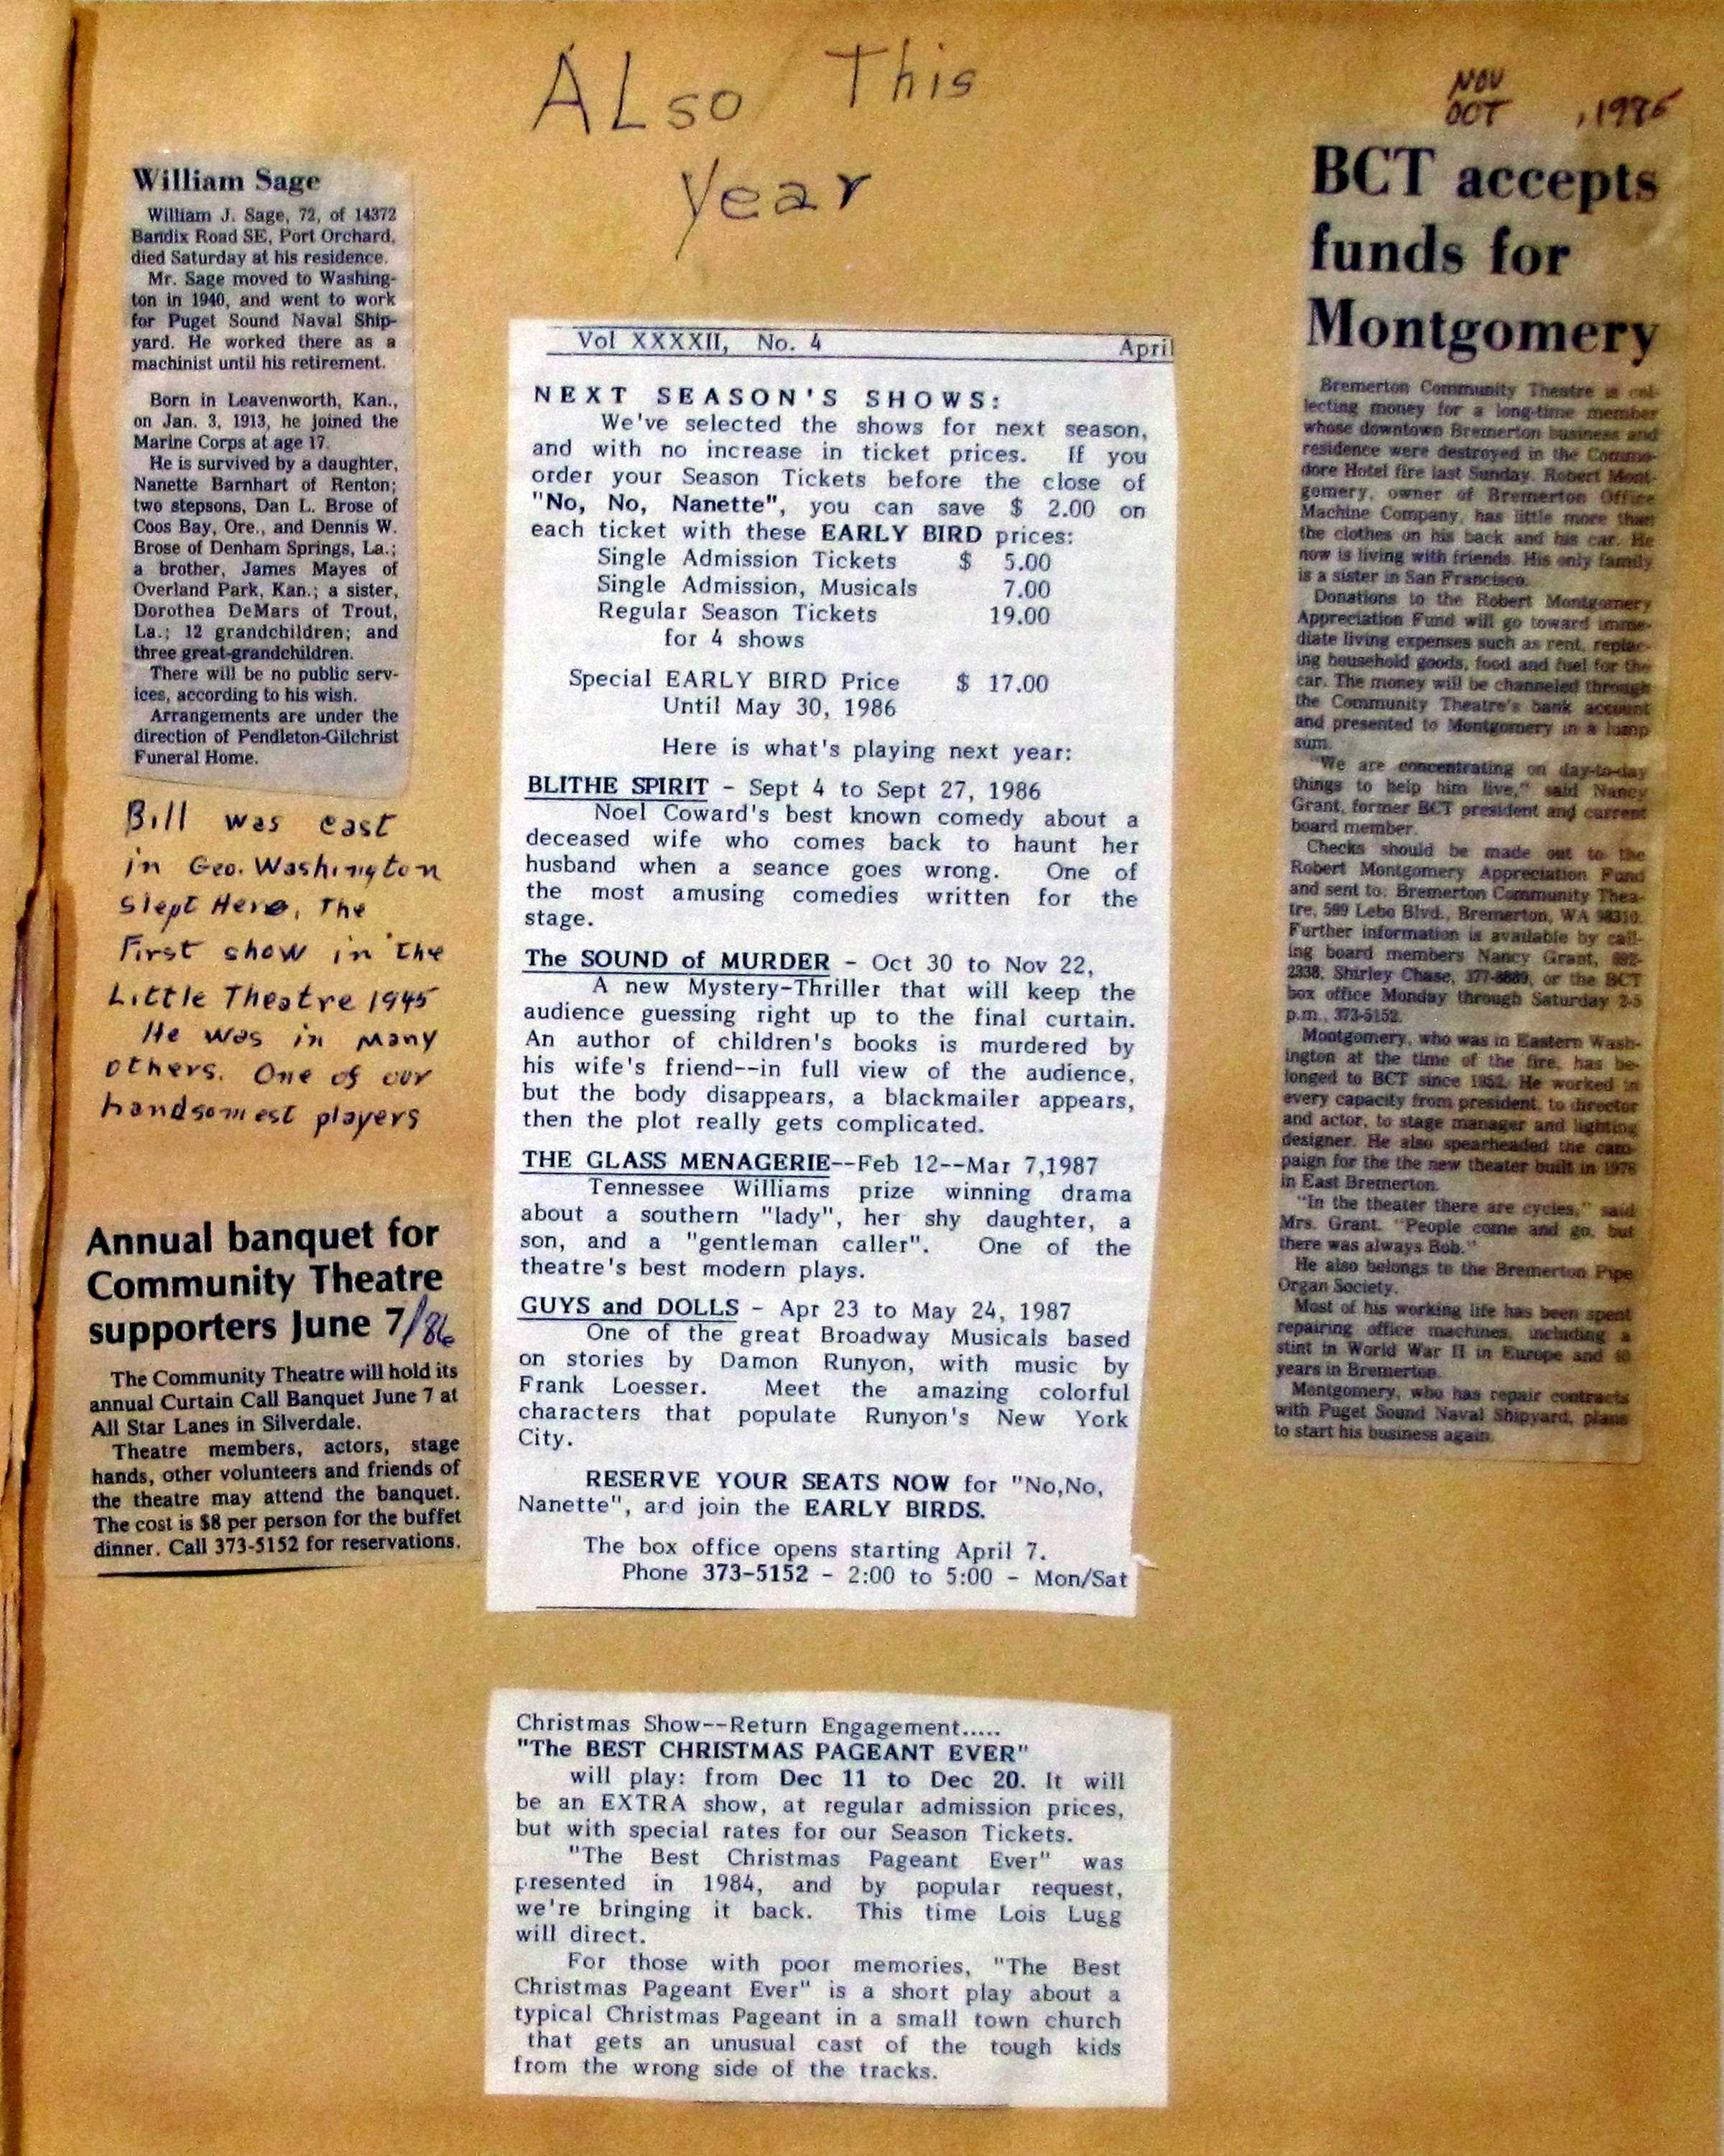 ALso This
Year
William Sage
William J. Sage, 72, of 14372
Bandix Road SE, Port Orchard,
died Saturday at his residence.
Mr. Sage moved to Washing-
ton in 1940, and went to work
for Puget Sound Naval Ship-
yard. He worked there as a
machinist until his retirement.
Born in Leavenworth, Kan.,
on Jan. 3, 1913, he joined the
Marine Corps at age 17.
He is survived by a daughter,
Nanette Barnhart of Renton;
two stepsons, Dan L. Brose of
Coos Bay, Ore., and Dennis W.
Brose of Denham Springs, La.;
a brother, James Mayes of
Overland Park, Kan.; a sister,
Dorothea DeMars of Trout,
La.; 12 grandchildren; and
three great-grandchildren.
There will be no public serv-
ices, according to his wish.
Arrangements are under the
direction of Pendleton-Gilchrist
Funeral Home.
Bill was cast
in Geo. Washington
Slept Here, The
First show in the
Little Theatre 1945
He was in Many
others. One of our
handsomest players
Annual banquet for
Community Theatre
supporters June 7/86
The Community Theatre will hold its
annual Curtain Call Banquet June 7 at
All Star Lanes in Silverdale.
Theatre members, actors, stage
hands, other volunteers and friends of
the theatre may attend the banquet.
The cost is $8 per person for the buffet
dinner. Call 373-5152 for reservations.
Vol XXXXII, No. 4 April
NEXT SEASON'S SHOWS:
We've selected the shows for next season,
and with no increase in ticket prices. If you
order your Season Tickets before the close of
"No, No, Nanette", you can save $ 2.00 on
each ticket with these EARLY BIRD prices:
Single Admission Tickets $ 5.00
Single Admission, Musicals 7.00
Regular Season Tickets 19.00
for 4 shows
Special EARLY BIRD Price $ 17.00
Until May 30, 1986
Here is what's playing next year:
BLITHE SPIRIT - Sept 4 to Sept 27, 1986
Noel Coward's best known comedy about a
deceased wife who comes back to haunt her
husband when a seance goes wrong. One of
the most amusing comedies written for the
stage.
The SOUND of MURDER - Oct 30 to Nov 22,
A new Mystery-Thriller that will keep the
audience guessing right up to the final curtain.
An author of children's books is murdered by
his wife's friend--in full view of the audience,
but the body disappears, a blackmailer appears,
then the plot really gets complicated.
THE GLASS MENAGERIE--Feb 12--Mar 7,1987
Tennessee Williams prize winning drama
about a southern "lady", her shy daughter, a
son, and a "gentleman caller". One of the
theatre's best modern plays.
GUYS and DOLLS - Apr 23 to May 24, 1987
One of the great Broadway Musicals based
on stories by Damon Runyon, with music by
Frank Loesser. Meet the amazing colorful
characters that populate Runyon's New York
City.
RESERVE YOUR SEATS NOW for "No,No,
Nanette", ard join the EARLY BIRDS.
The box office opens starting April 7.
Phone 373-5152 - 2:00 to 5:00 - Mon/Sat
Christmas Show--Return Engagement.....
"The BEST CHRISTMAS PAGEANT EVER"
will play: from Dec 11 to Dec 20. It will
be an EXTRA show, at regular admission prices,
but with special rates for our Season Tickets.
"The Best Christmas Pageant Ever" was
presented in 1984, and by popular request,
we're bringing it back. This time Lois Lugg
will direct.
For those with poor memories, "The Best
Christmas Pageant Ever" is a short play about a
typical Christmas Pageant in a small town church
that gets an unusual cast of the tough kids
from the wrong side of the tracks.
NOV
OCT
BCT accepts
funds for
Montgomery
Bremerton Community Theatre is col-
lecting money for a long-time member
whose downtown Bremerton business and
residence were destroyed in the Commo-
dore Hotel fire last Sunday. Robert Mont-
gomery, owner of Bremerton Office
Machine Company, has little more than
the clothes on his back and his car. He
now is living with friends. His only family
is a sister in San Francisco.
Donations to the Robert Montgomery
Appreciation Fund will go toward imme-
diate living expenses such as rent, replac-
ing household goods, food and fuel for the
car. The money will be channeled through
the Community Theatre's bank account
and presented to Montgomery in a lump
sum.
"We are concentrating on day-to-day
things to help him live," said Nancy
Grant, former BCT president and current
board member.
Checks should be made out to the
Robert Montgomery Appreciation Fund
and sent to: Bremerton Community Thea-
tre, 599 Lebo Blvd., Bremerton, WA 98310.
Further information is available by call-
ing board members Nancy Grant,
2338, Shirley Chase, or the BCT
box office Monday through Saturday 2-5
p.m., 373-5152.
Montgomery, who was in Eastern Wash-
ington at the time of the fire, has be-
longed to BCT since 1952. He worked in
every capacity from president, to director
and actor, to stage manager and lighting
designer. He also spearheaded the cam-
paign for the the new theater built in 1976
in East Bremerton.
"In the theater there are cycles," said
Mrs. Grant. "People come and go, but
there was always Bob."
He also belongs to the Bremerton Pipe
Organ Society.
Most of his working life has been spent
repairing office machines, including a
stint in World War II in Europe and 40
years in Bremerton.
Montgomery, who has repair contracts
with Puget Sound Naval Shipyard, plans
to start his business again.